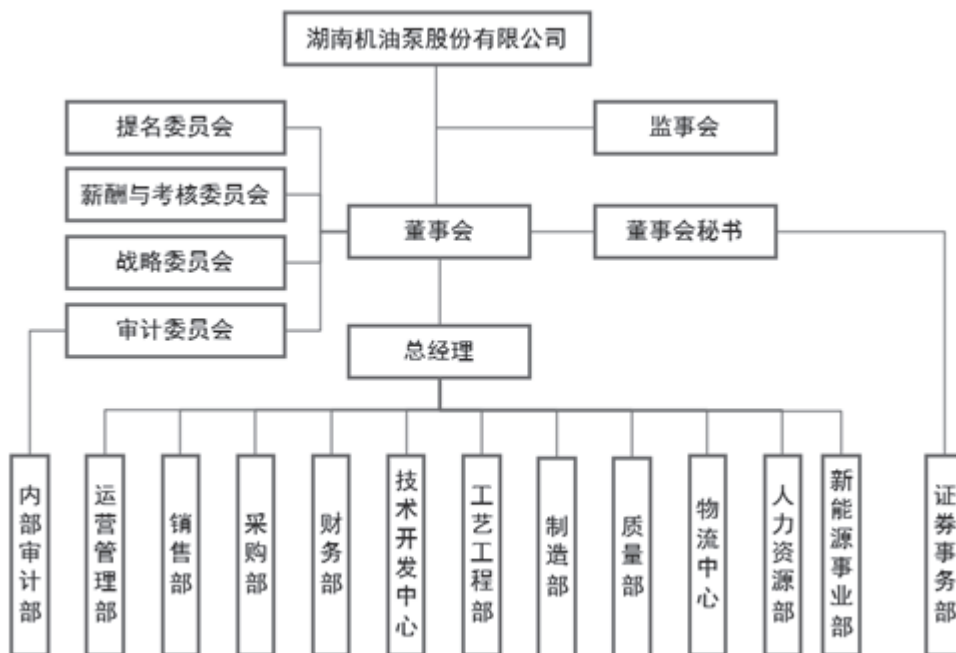 湖南机油泵股份有限公司
提名委员会
监事会
薪酬与考核委员会
董事会
董事会秘书
战略委员会
审计委员会
总经理
内部审计部
运营管理部
销售部
采购部
财务部
技术开发中心
工艺工程部
制造部
质量部
物流中心
人力资源部
新能源事业部
证券事务部